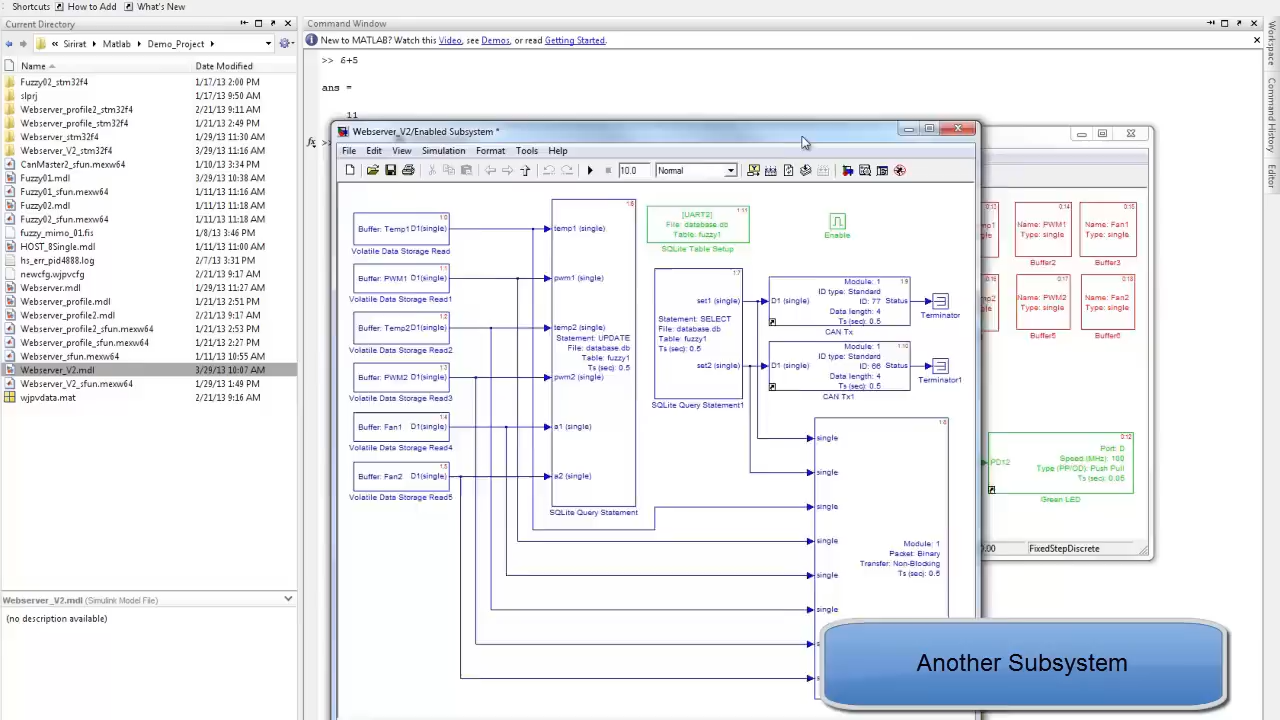 Shortcuts How to Add What's New
Current Directory
« Sirirat Matlab Demo_Project
Name Date Modified
Fuzzy02_stm32f4 1/17/13 2:00 PM
slprj 1/17/13 9:50 AM
Webserver_profile2_stm32f4 2/21/13 9:11 AM
Webserver_profile_stm32f4 1/21/13 2:49 PM
Webserver_stm32f4 1/29/13 11:30 AM
Webserver_V2_stm32f4 2/21/13 9:11 AM
CanMaster2_sfun.mexw64 1/10/13 3:34 PM
Fuzzy01.mdl 3/29/13 10:38 AM
Fuzzy01_sfun.mexw64 1/11/13 11:18 AM
Fuzzy02.mdl 1/11/13 11:18 AM
Fuzzy02_sfun.mexw64 1/11/13 11:18 AM
fuzzy_mimo_01.fis 1/8/13 3:46 PM
HOST_8Single.mdl 1/11/13 11:00 AM
hs_err_pid4888.log 2/7/13 3:31 PM
newcfg.wjpvcfg 2/21/13 9:17 AM
Webserver.mdl 1/29/13 11:27 AM
Webserver_profile.mdl 1/21/13 2:51 PM
Webserver_profile2.mdl 2/21/13 9:17 AM
Webserver_profile2_sfun.mexw64 2/21/13 9:12 AM
Webserver_profile_sfun.mexw64 1/21/13 2:53 PM
Webserver_sfun.mexw64 1/11/13 10:55 AM
Webserver_V2.mdl 3/29/13 10:07 AM
Webserver_V2_sfun.mexw64 1/29/13 1:49 PM
wjpvdata.mat 2/21/13 9:16 AM
Webserver_V2.mdl (Simulink Model File)
(no description available)
Command Window
New to MATLAB? Watch this Video, see Demos, or read Getting Started.
>> 6+5
ans =
11
fx >>
Webserver_V2/Enabled Subsystem *
File Edit View Simulation Format Tools Help
10.0 Normal
Buffer: Temp1 D1(single)
Volatile Data Storage Read
Buffer: PWM1 D1(single)
Volatile Data Storage Read1
Buffer: Temp2 D1(single)
Volatile Data Storage Read2
Buffer: PWM2 D1(single)
Volatile Data Storage Read3
Buffer: Fan1 D1(single)
Volatile Data Storage Read4
Buffer: Fan2 D1(single)
Volatile Data Storage Read5
temp1 (single)
pwm1 (single)
temp2 (single)
Statement: UPDATE
File: database.db
Table: fuzzy1
Ts (sec): 0.5
pwm2 (single)
a1 (single)
a2 (single)
SQLite Query Statement
[UART2]
File: database.db
Table: fuzzy1
SQLite Table Setup
Enable
set1 (single)
Statement: SELECT
File: database.db
Table: fuzzy1
Ts (sec): 0.5
set2 (single)
SQLite Query Statement1
Module: 1
ID type: Standard
D1 (single) ID: 77 Status
Data length: 4
Ts (sec): 0.5
CAN Tx
Terminator
Module: 1
ID type: Standard
D1 (single) ID: 66 Status
Data length: 4
Ts (sec): 0.5
CAN Tx1
Terminator1
single
single
single
single
single
single
Module: 1
Packet: Binary
Transfer: Non-Blocking
Ts (sec): 0.5
Name: PWM1
Type: single
Buffer2
Name: Fan1
Type: single
Buffer3
Name: PWM2
Type: single
Buffer5
Name: Fan2
Type: single
Buffer6
PD12
Port: D
Speed (MHz): 100
Type (PP/OD): Push Pull
Ts (sec): 0.05
Green LED
FixedStepDiscrete
Workspace
Command History
Editor
Another Subsystem